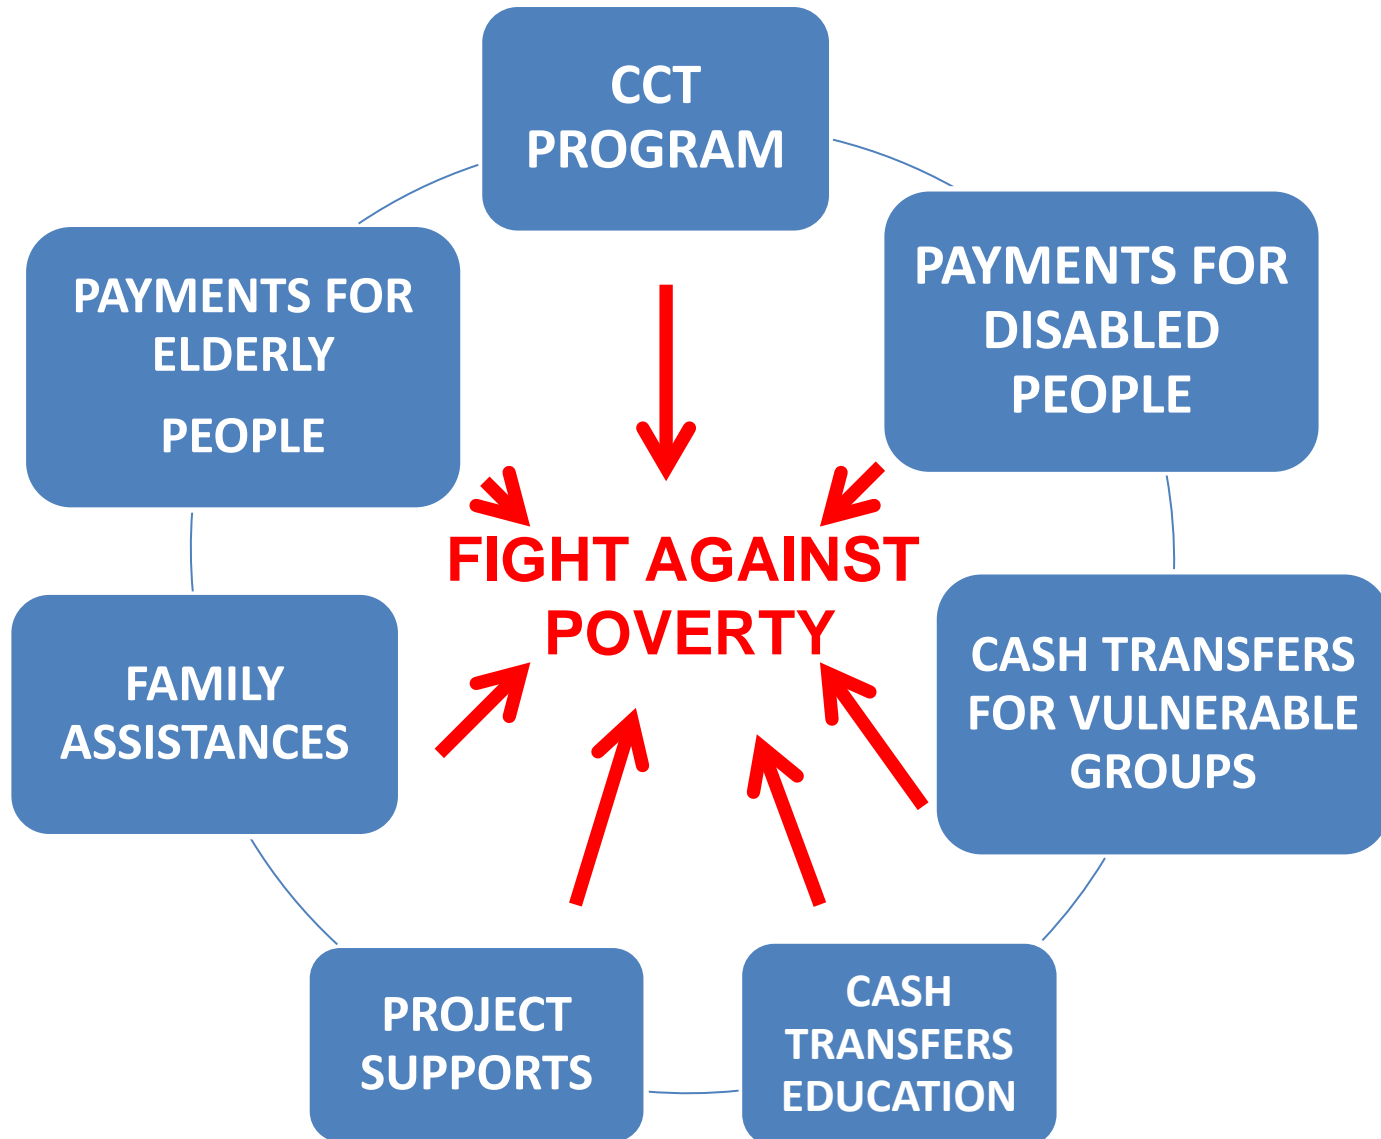 CCT
PROGRAM
PAYMENTS FOR
DISABLED
PEOPLE
CASH TRANSFERS
FOR VULNERABLE
GROUPS
CASH
TRANSFERS
EDUCATION
PROJECT
SUPPORTS
FAMILY
ASSISTANCES
PAYMENTS FOR
ELDERLY
PEOPLE
FIGHT AGAINST
POVERTY